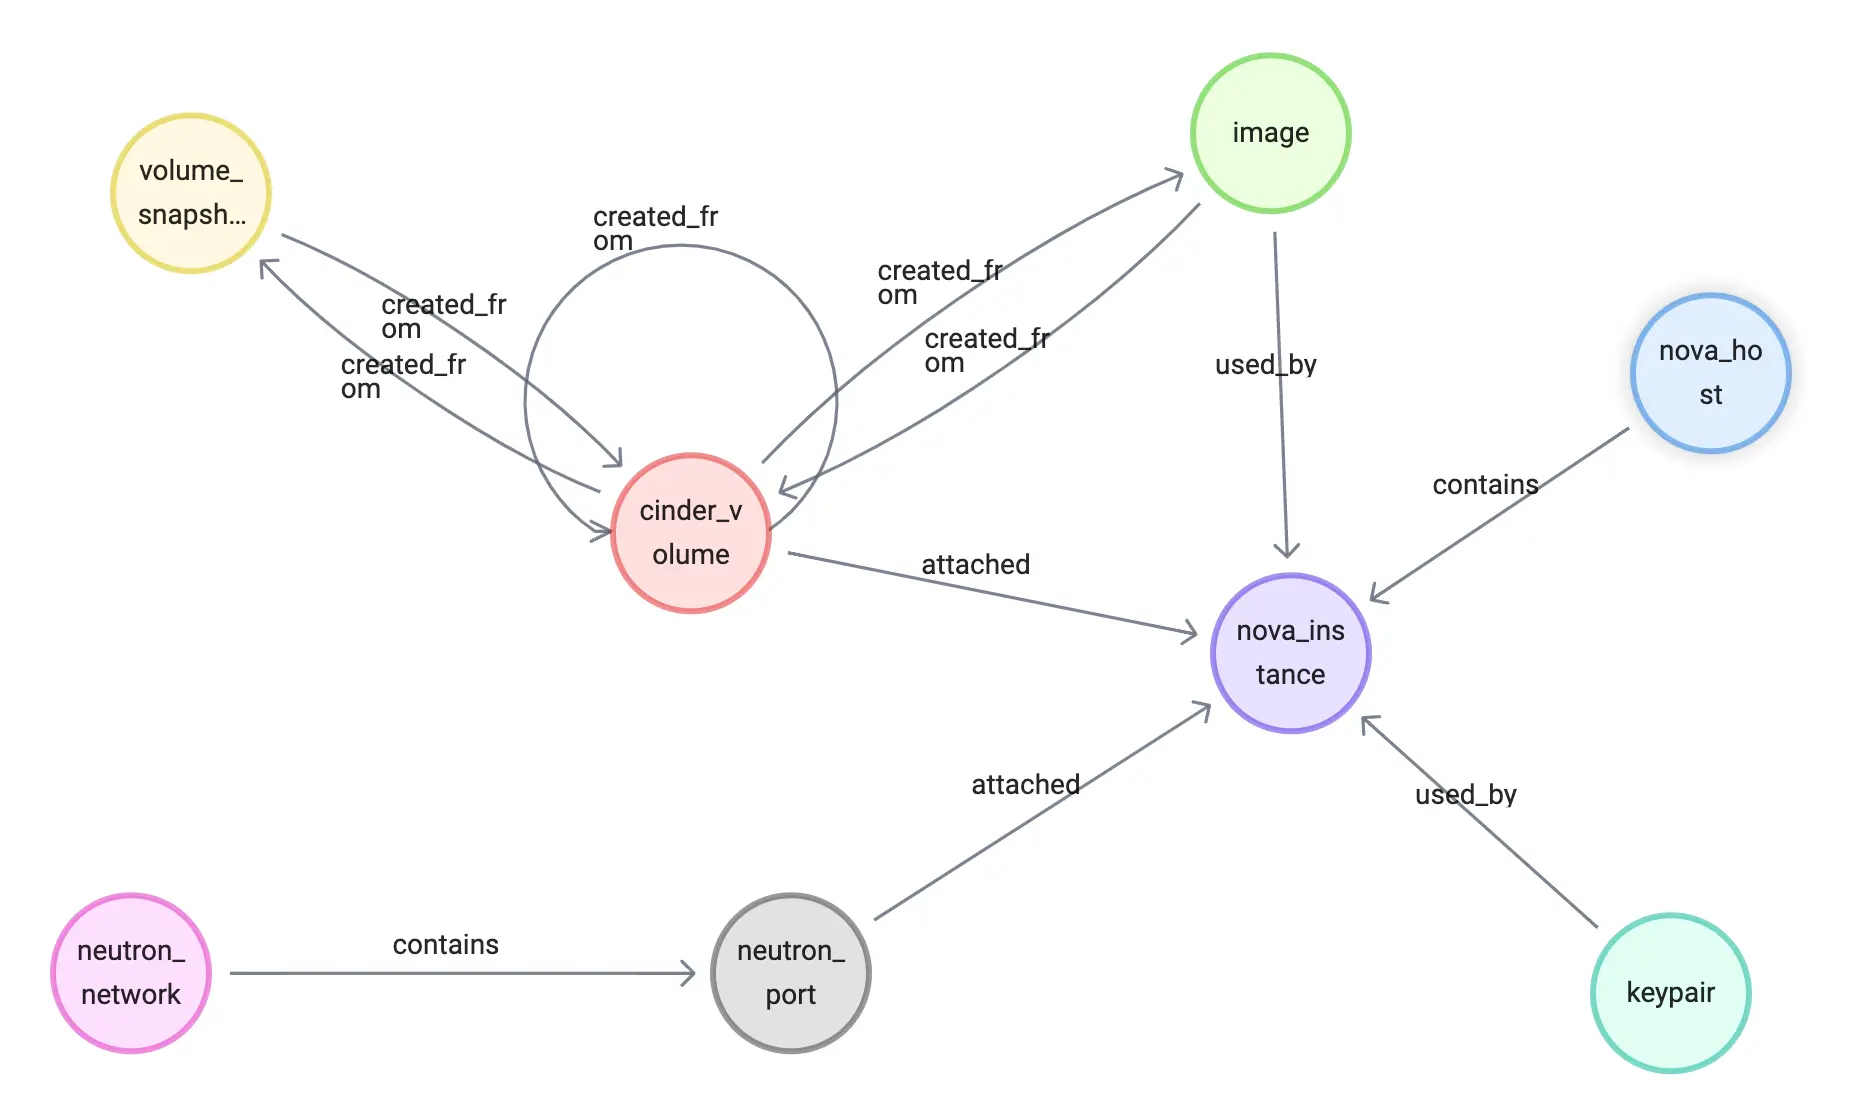 image
volume_
snapsh...
created_fr
om
created_fr
om
created_fr
om
created_fr
om
created_fr
om
used_by
nova_ho
st
contains
cinder_v
olume
attached
nova_ins
tance
attached
used_by
neutron_
network
contains
neutron_
port
keypair